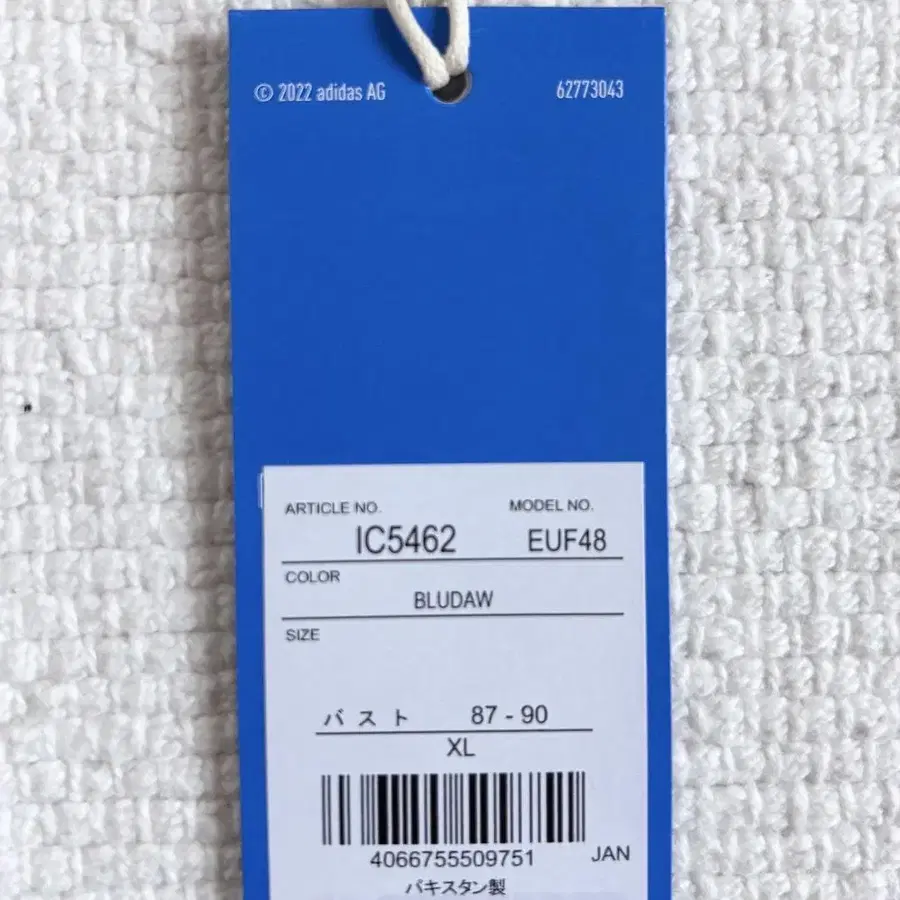 © 2022 adidas AG 62773043
ARTICLE NO. MODEL NO.
IC5462 EUF48
COLOR
BLUDAW
SIZE
バスト 87 - 90
XL
4066755509751 JAN
パキスタン製